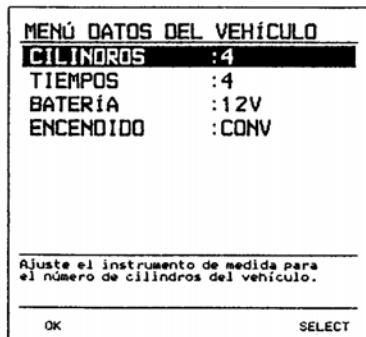 MENÚ DATOS DEL VEHÍCULO
CILINDROS :4
TIEMPOS :4
BATERÍA :12V
ENCENDIDO :CONV
Ajuste el instrumento de medida para
el número de cilindros del vehículo.
OK SELECT